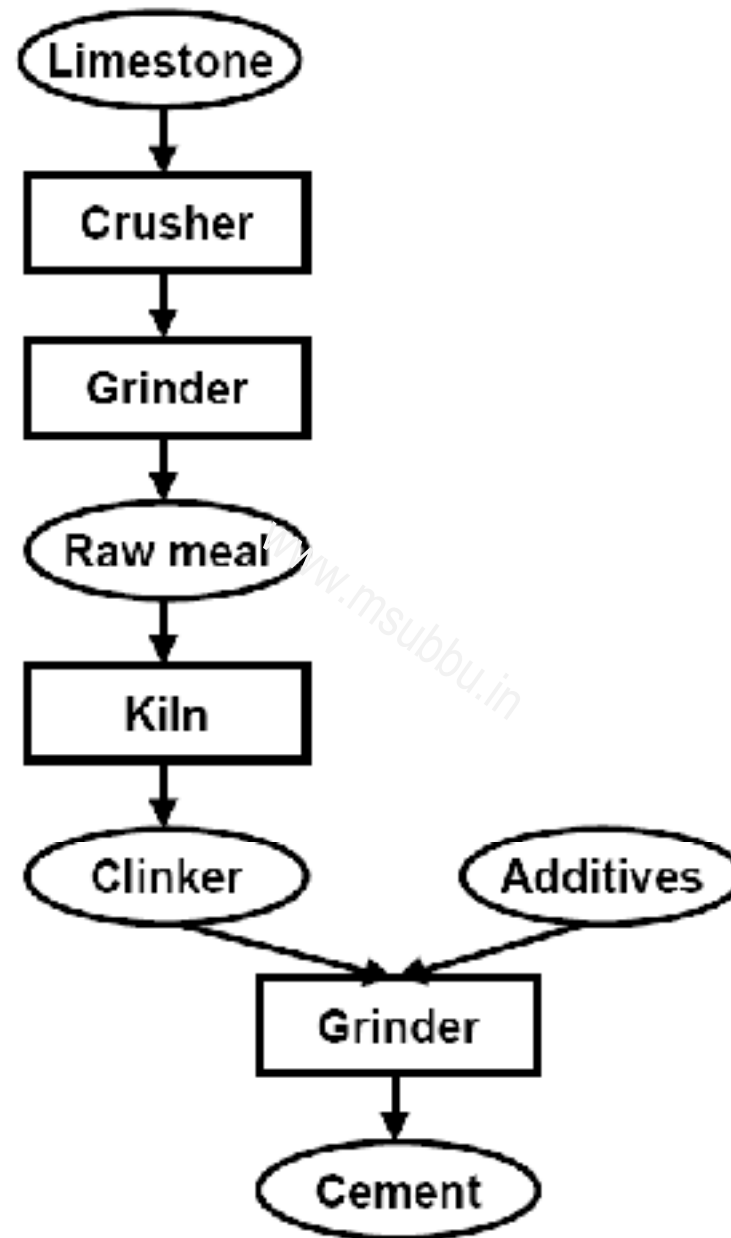 Limestone
Crusher
Grinder
Raw meal
www.msubbu.in
Kiln
Clinker
Additives
Grinder
Cement